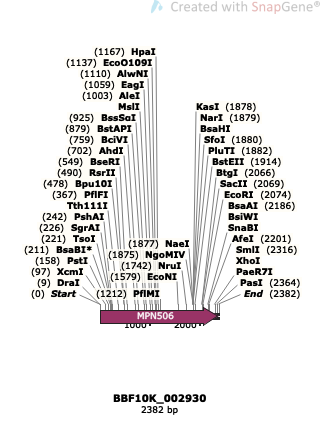 Created with SnapGene®
(1167) HpaI
(1137) EcoO109I
(1110) AlwNI
(1059) EagI
(1003) AleI
MslI
(925) BssSαI
(879) BstAPI
(759) BciVI
(702) AhdI
(549) BseRI
(490) RsrII
(478) Bpu10I
(367) PflFI
Tth111I
(242) PshAI
(226) SgrAI
(221) TsoI
(211) BsaBI*
(158) PstI
(97) XcmI
(9) DraI
(0) Start
(1877) NaeI
(1875) NgoMIV
(1742) NruI
(1579) EcoNI
(1212) PflMI
KasI (1878)
NarI (1879)
BsaHI
SfoI (1880)
PluTI (1882)
BstEII (1914)
BtgI (2066)
SacII (2069)
EcoRI (2074)
BsaAI (2186)
BsiWI
SnaBI
AfeI (2201)
SmlI (2316)
XhoI
PaeR7I
PasI (2364)
End (2382)
MPN506
1000
2000
BBF10K_002930
2382 bp